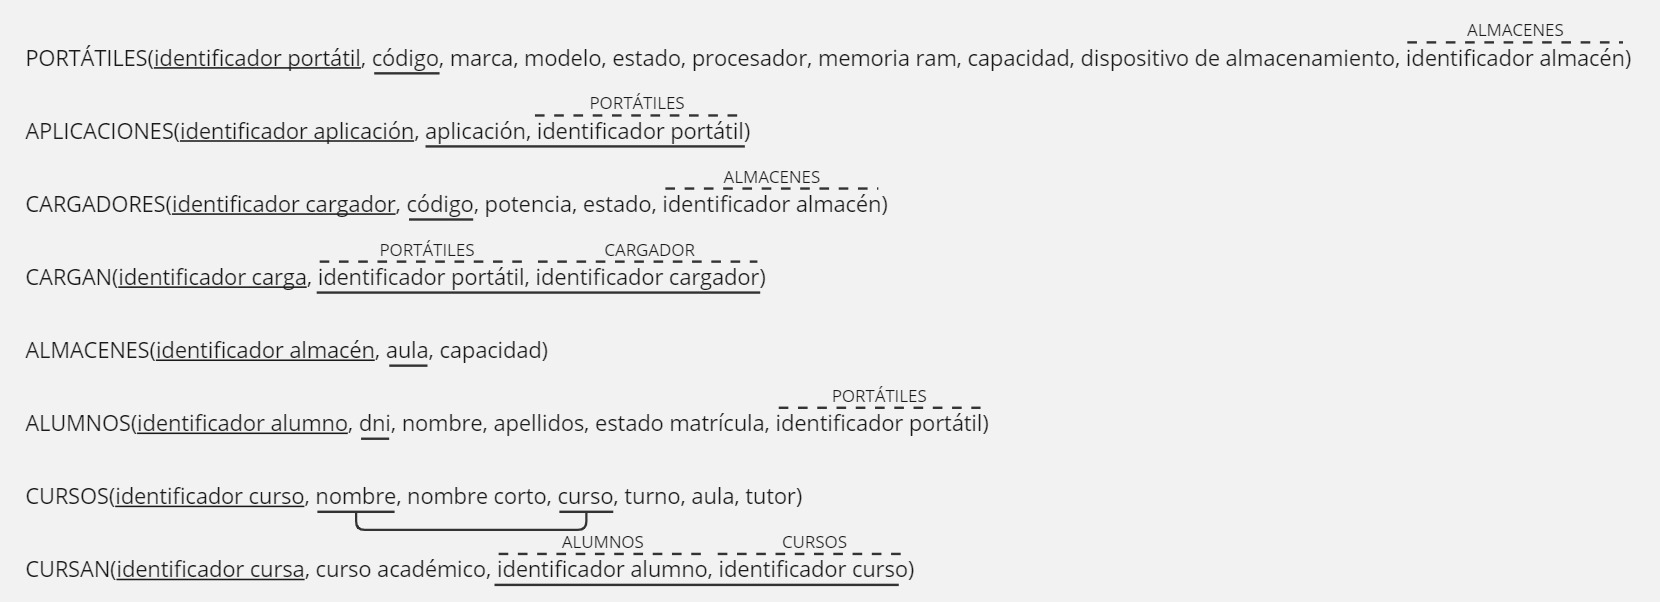 ALMACENES
PORTÁTILES(identificador portátil, código, marca, modelo, estado, procesador, memoria ram, capacidad, dispositivo de almacenamiento, identificador almacén)
PORTÁTILES
APLICACIONES(identificador aplicación, aplicación, identificador portátil)
ALMACENES
CARGADORES(identificador cargador, código, potencia, estado, identificador almacén)
PORTÁTILES CARGADOR
CARGAN(identificador carga, identificador portátil, identificador cargador)
ALMACENES(identificador almacén, aula, capacidad)
PORTÁTILES
ALUMNOS(identificador alumno, dni, nombre, apellidos, estado matrícula, identificador portátil)
CURSOS(identificador curso, nombre, nombre corto, curso, turno, aula, tutor)
ALUMNOS CURSOS
CURSAN(identificador cursa, curso académico, identificador alumno, identificador curso)